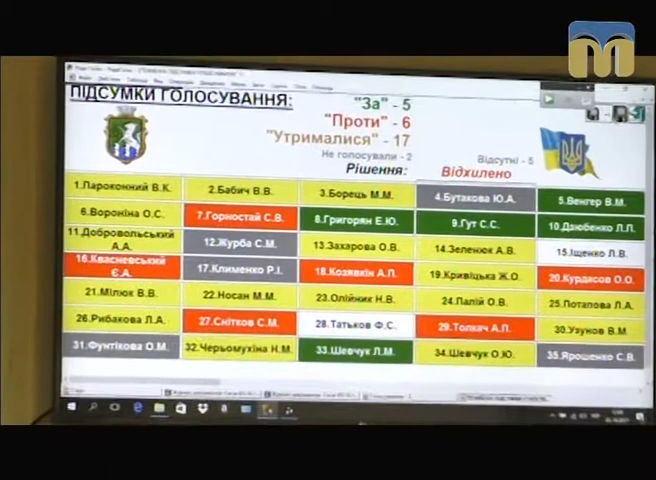 ПІДСУМКИ ГОЛОСУВАННЯ:
"За" - 5
"Проти" - 6
"Утрималися" - 17
Не голосували - 2
Відсутні - 5
Рішення: Відхилено
1.Пароконний В.К. 2.Бабич В.В. 3.Борець М.М. 4.Бутакова Ю.А. 5.Венгер В.М.
6.Вороніна О.С. 7.Горностай С.В. 8.Григорян Е.Ю. 9.Гут С.С. 10.Дзюбенко Л.П.
11.Добровольський А.А. 12.Журба С.М. 13.Захарова О.В. 14.Зеленюк А.В. 15.Іщенко Л.В.
16.Квасневський Є.А. 17.Клименко Р.І. 18.Козявкін А.П. 19.Кривіцька Ж.О. 20.Курдасов О.О.
21.Мілюк В.В. 22.Носан М.М. 23.Олійник Н.В. 24.Палій О.В. 25.Потапова Л.А.
26.Рибакова Л.А. 27.Снітков С.М. 28.Татьков Ф.С. 29.Толкач А.П. 30.Узунов В.М.
31.Фунтікова О.М. 32.Черьомухіна Н.М. 33.Шевчук Л.М. 34.Шевчук О.Ю. 35.Ярошенко С.В.